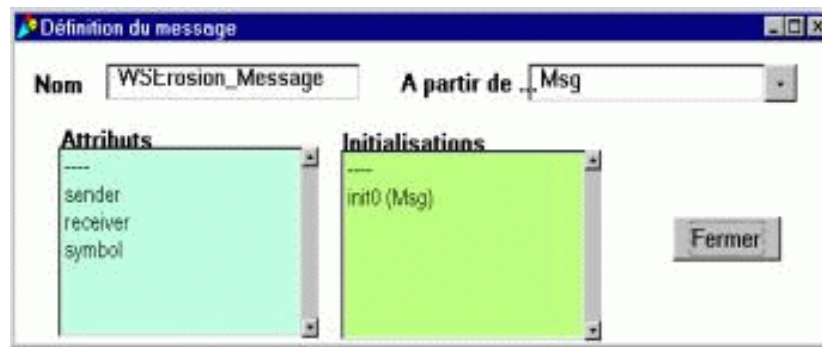 Définition du message
Nom WSErosion_Message A partir de ... Msg
Attributs
----
sender
receiver
symbol
Initialisations
----
init0 (Msg)
Fermer